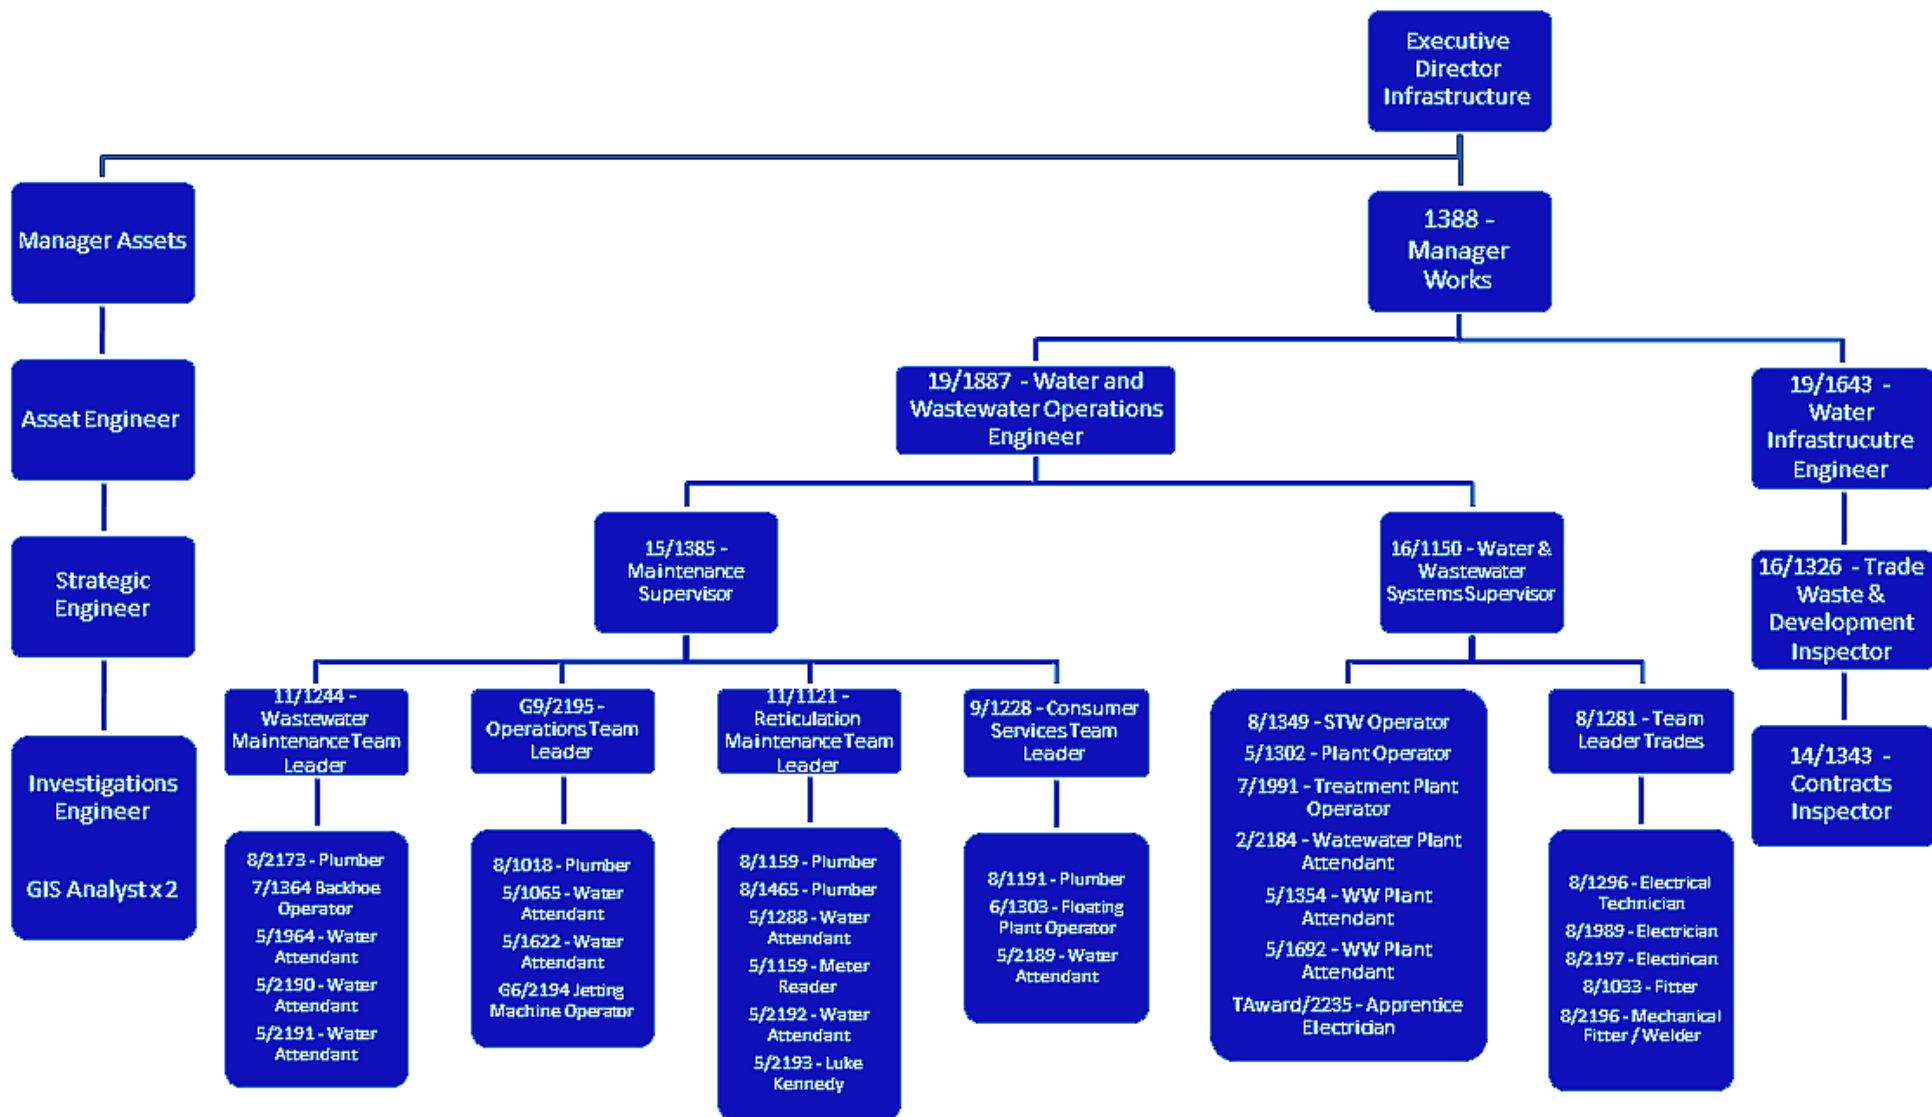 Executive
Director
Infrastructure
Manager Assets
1388 -
Manager
Works
Asset Engineer
19/1887 - Water and
Wastewater Operations
Engineer
19/1643 -
Water
Infrastrucutre
Engineer
Strategic
Engineer
15/1385 -
Maintenance
Supervisor
16/1150 - Water &
Wastewater
Systems Supervisor
16/1326 - Trade
Waste &
Development
Inspector
Investigations
Engineer
GIS Analyst x 2
11/1244 -
Wastewater
Maintenance Team
Leader
G9/2195 -
Operations Team
Leader
11/1121 -
Reticulation
Maintenance Team
Leader
9/1228 - Consumer
Services Team
Leader
8/1349 - STW Operator
5/1302 - Plant Operator
7/1991 - Treatment Plant
Operator
2/2184 - Watewater Plant
Attendant
5/1354 - WW Plant
Attendant
5/1692 - WW Plant
Attendant
TAward/2235 - Apprentice
Electrician
8/1281 - Team
Leader Trades
14/1343 -
Contracts
Inspector
8/2173 - Plumber
7/1364 Backhoe
Operator
5/1964 - Water
Attendant
5/2190 - Water
Attendant
5/2191 - Water
Attendant
8/1018 - Plumber
5/1065 - Water
Attendant
5/1622 - Water
Attendant
G6/2194 Jetting
Machine Operator
8/1159 - Plumber
8/1465 - Plumber
5/1288 - Water
Attendant
5/1159 - Meter
Reader
5/2192 - Water
Attendant
5/2193 - Luke
Kennedy
8/1191 - Plumber
6/1303 - Floating
Plant Operator
5/2189 - Water
Attendant
8/1296 - Electrical
Technician
8/1989 - Electrician
8/2197 - Electirican
8/1033 - Fitter
8/2196 - Mechanical
Fitter / Welder